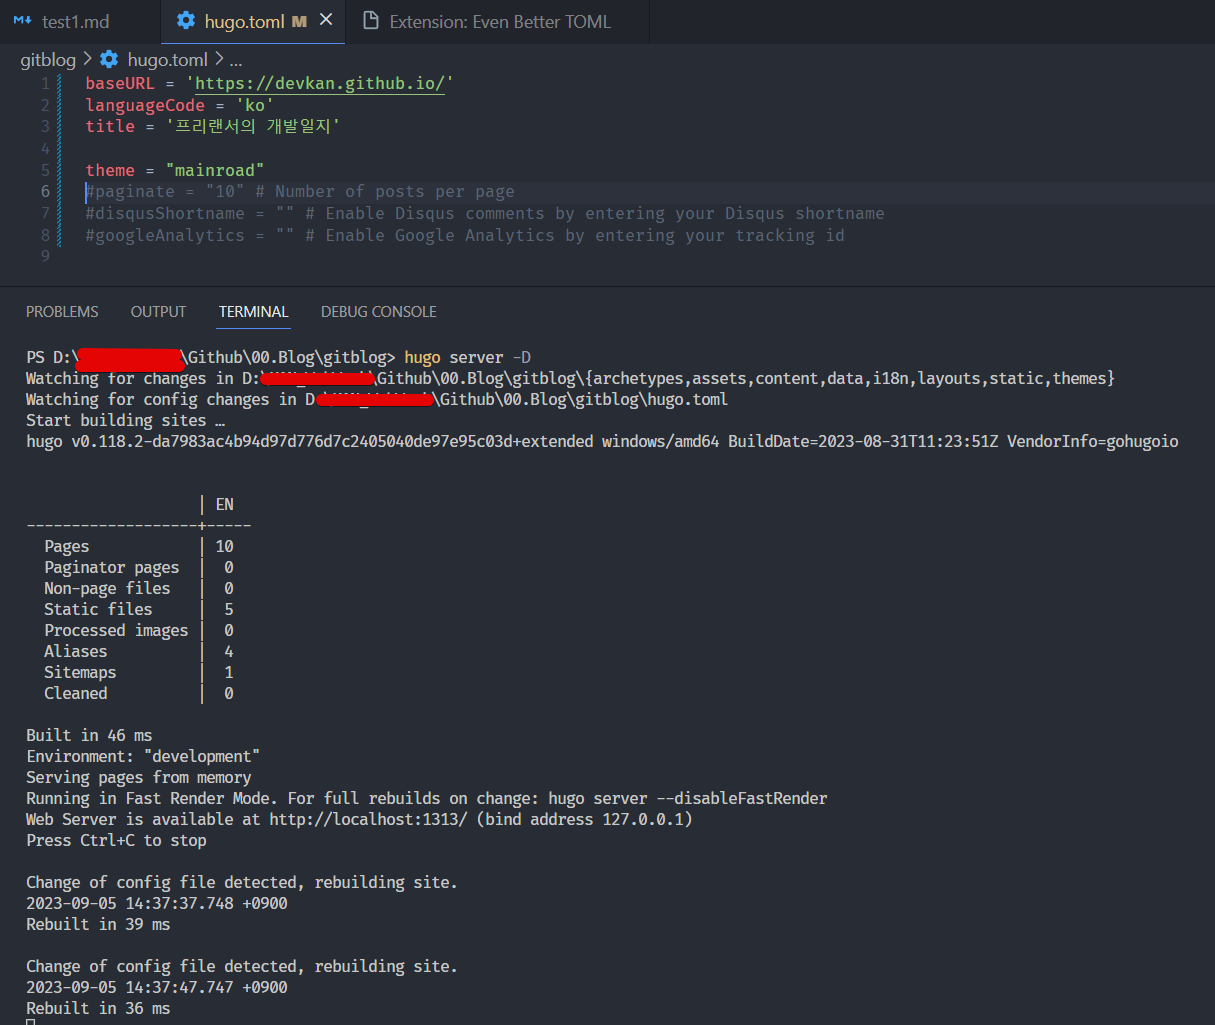 test1.md
hugo.toml M
Extension: Even Better TOML
gitblog > hugo.toml > ...
1 baseURL = 'https://devkan.github.io/'
2 languageCode = 'ko'
3 title = '프리랜서의 개발일지'
4
5 theme = "mainroad"
6 #paginate = "10" # Number of posts per page
7 #disqusShortname = "" # Enable Disqus comments by entering your Disqus shortname
8 #googleAnalytics = "" # Enable Google Analytics by entering your tracking id
9
PROBLEMS OUTPUT TERMINAL DEBUG CONSOLE
PS D:\ \Github\00.Blog\gitblog> hugo server -D
Watching for changes in D: \Github\00.Blog\gitblog\{archetypes,assets,content,data,i18n,layouts,static,themes}
Watching for config changes in D \Github\00.Blog\gitblog\hugo.toml
Start building sites …
hugo v0.118.2-da7983ac4b94d97d776d7c2405040de97e95c03d+extended windows/amd64 BuildDate=2023-08-31T11:23:51Z VendorInfo=gohugoio
| EN
-------------------+-----
Pages | 10
Paginator pages | 0
Non-page files | 0
Static files | 5
Processed images | 0
Aliases | 4
Sitemaps | 1
Cleaned | 0
Built in 46 ms
Environment: "development"
Serving pages from memory
Running in Fast Render Mode. For full rebuilds on change: hugo server --disableFastRender
Web Server is available at http://localhost:1313/ (bind address 127.0.0.1)
Press Ctrl+C to stop
Change of config file detected, rebuilding site.
2023-09-05 14:37:37.748 +0900
Rebuilt in 39 ms
Change of config file detected, rebuilding site.
2023-09-05 14:37:47.747 +0900
Rebuilt in 36 ms